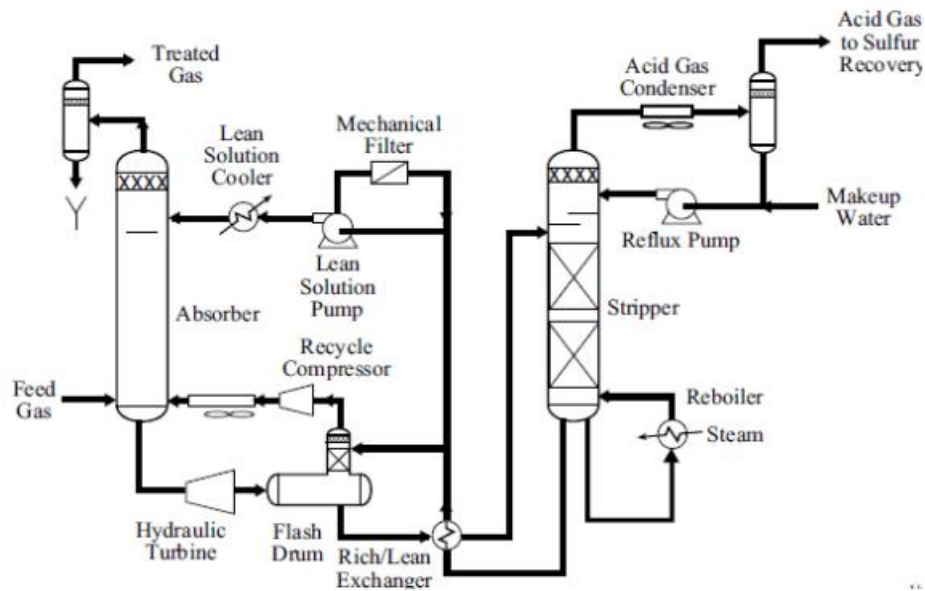 Treated
Gas
Lean
Solution
Cooler
Mechanical
Filter
Acid Gas
Condenser
Acid Gas
to Sulfur
Recovery
Makeup
Water
Reflux Pump
Lean
Solution
Pump
Absorber
Stripper
Recycle
Compressor
Feed
Gas
Reboiler
Steam
Hydraulic
Turbine
Flash
Drum
Rich/Lean
Exchanger